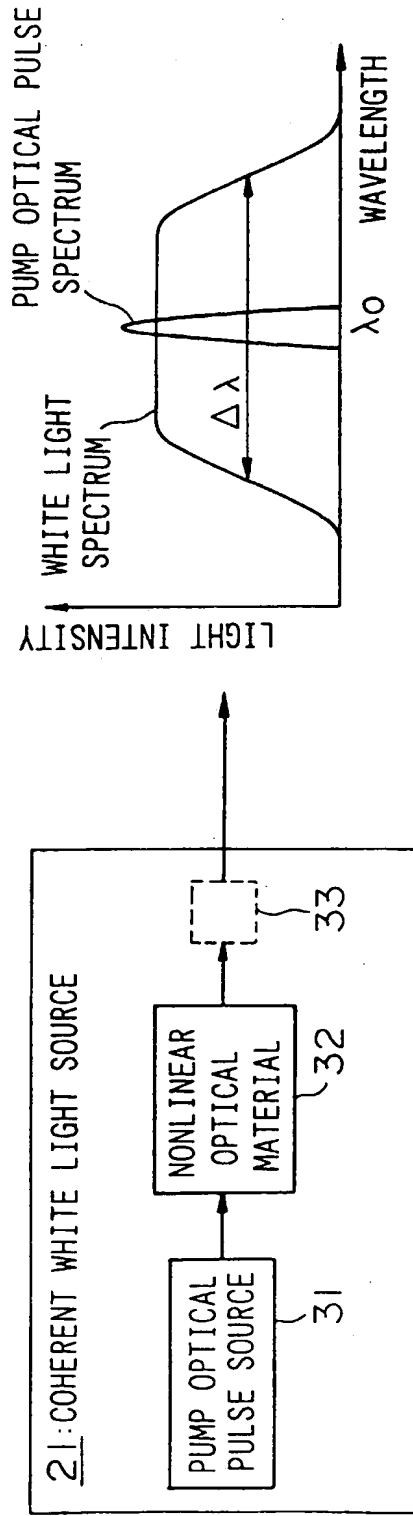 21: COHERENT WHITE LIGHT SOURCE
PUMP OPTICAL
PULSE SOURCE
31
NONLINEAR
OPTICAL
MATERIAL
32
33
LIGHT INTENSITY
WHITE LIGHT
SPECTRUM
PUMP OPTICAL PULSE
SPECTRUM
Δλ
λ0
WAVELENGTH